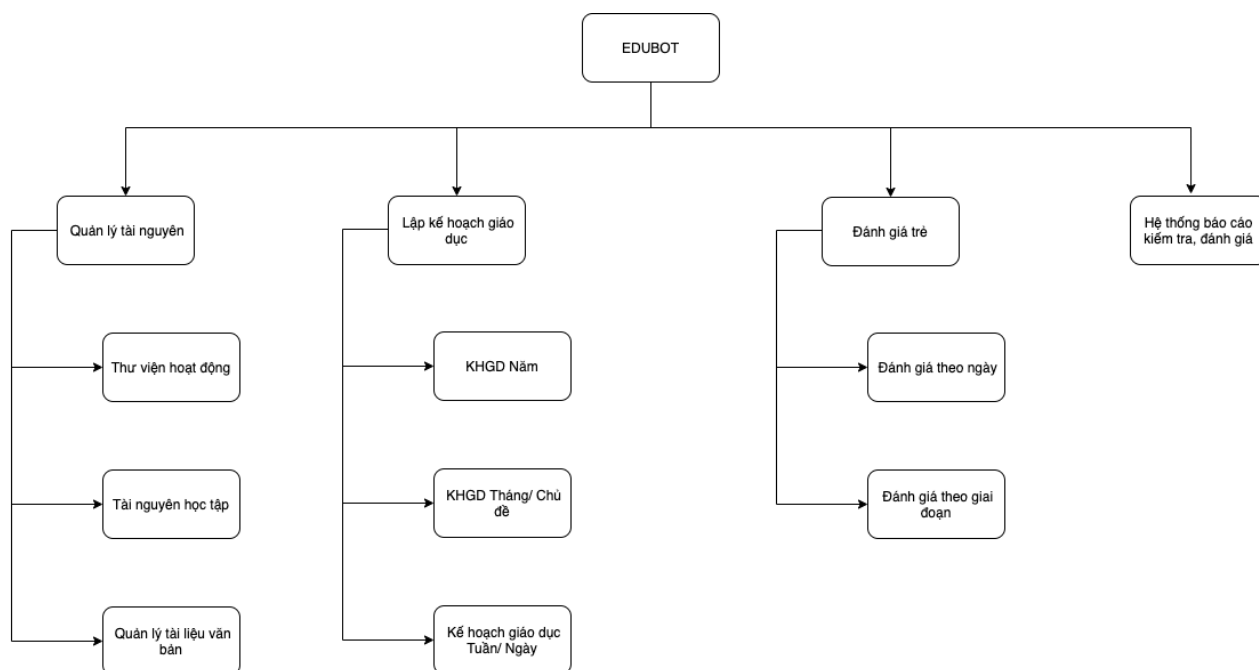 EDUBOT
Quản lý tài nguyên
Lập kế hoạch giáo
dục
Đánh giá trẻ
Hệ thống báo cáo
kiểm tra, đánh giá
Thư viện hoạt động
KHGD Năm
Đánh giá theo ngày
Tài nguyên học tập
KHGD Tháng/ Chủ
đề
Đánh giá theo giai
đoạn
Quản lý tài liệu văn
bản
Kế hoạch giáo dục
Tuần/ Ngày